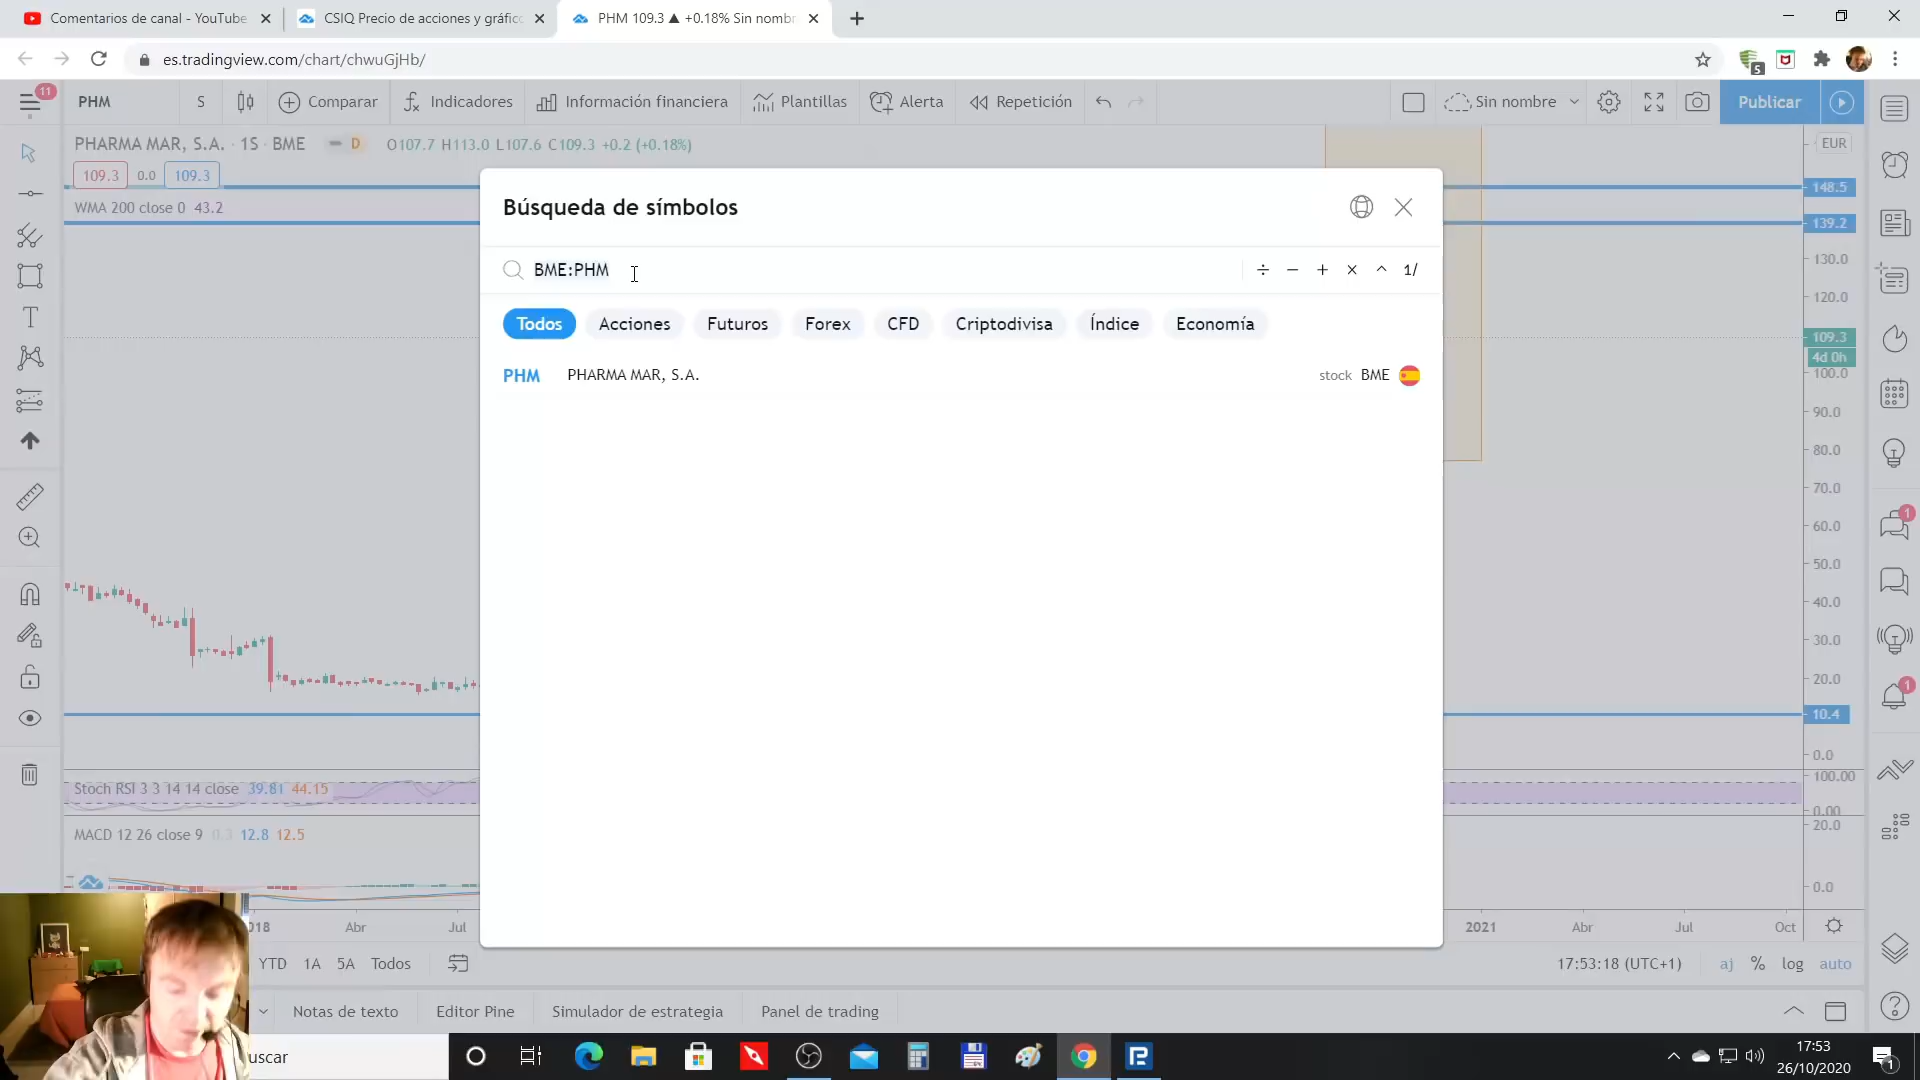 Comentarios de canal - YouTube
CSIQ Precio de acciones y gráfico
PHM 109.3 ▲ +0.18% Sin nombr
es.tradingview.com/chart/chwuGjHb/
5
11
PHM
S
Comparar
Indicadores
Información financiera
Plantillas
Alerta
Repetición
Sin nombre
Publicar
PHARMA MAR, S.A. · 1S · BME
D
O107.7 H113.0 L107.6 C109.3 +0.2 (+0.18%)
EUR
109.3
0.0
109.3
WMA 200 close 0 43.2
148.5
139.2
130.0
120.0
109.3
4d 0h
100.0
90.0
80.0
70.0
60.0
50.0
40.0
30.0
20.0
10.4
0.0
100.00
0.00
20.0
0.0
Búsqueda de símbolos
BME:PHM
÷ − + × ^ 1/
Todos
Acciones
Futuros
Forex
CFD
Criptodivisa
Índice
Economía
PHM
PHARMA MAR, S.A.
stock BME
Stoch RSI 3 3 14 14 close 39.81 44.15
MACD 12 26 close 9 0.3 12.8 12.5
Abr
Jul
2021
Abr
Jul
Oct
YTD
1A
5A
Todos
17:53:18 (UTC+1)
aj
%
log
auto
Notas de texto
Editor Pine
Simulador de estrategia
Panel de trading
1
1
uscar
17:53
26/10/2020
1